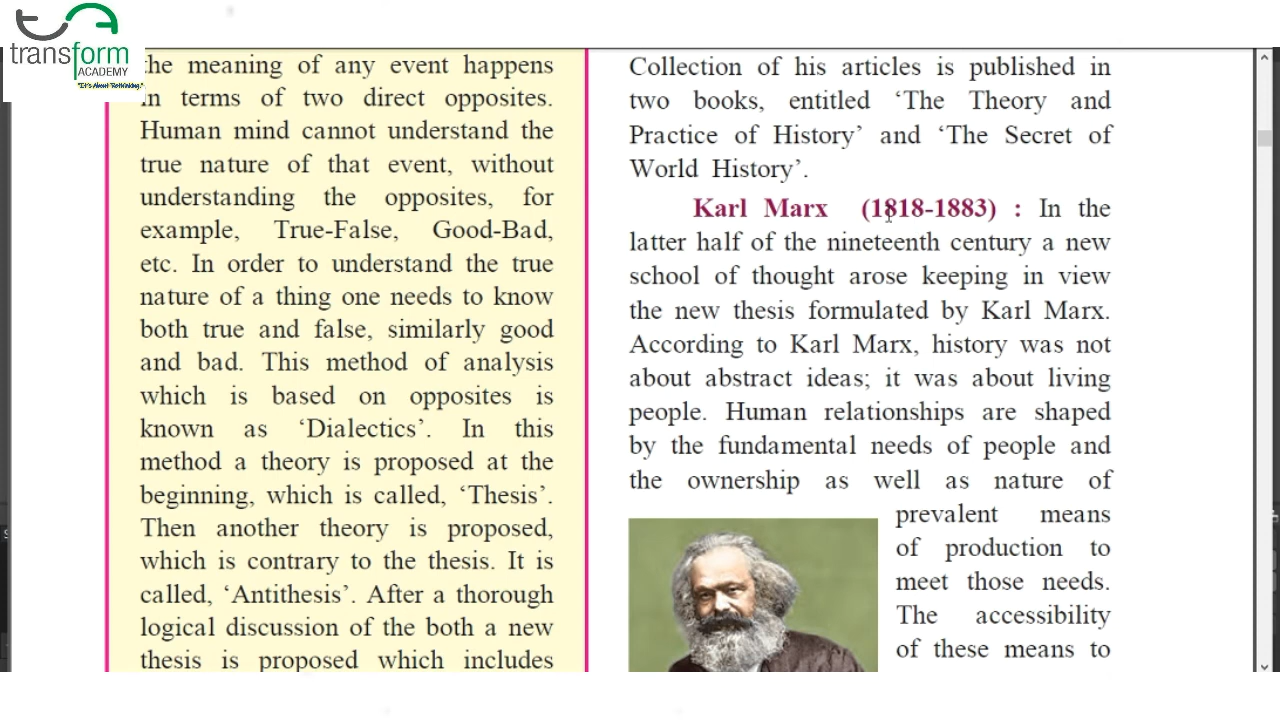 transform
ACADEMY
"It's About Rethinking."
the meaning of any event happens
in terms of two direct opposites.
Human mind cannot understand the
true nature of that event, without
understanding the opposites, for
example, True-False, Good-Bad,
etc. In order to understand the true
nature of a thing one needs to know
both true and false, similarly good
and bad. This method of analysis
which is based on opposites is
known as ‘Dialectics’. In this
method a theory is proposed at the
beginning, which is called, ‘Thesis’.
Then another theory is proposed,
which is contrary to the thesis. It is
called, ‘Antithesis’. After a thorough
logical discussion of the both a new
thesis is proposed which includes
Collection of his articles is published in
two books, entitled ‘The Theory and
Practice of History’ and ‘The Secret of
World History’.
Karl Marx (1818-1883) : In the
latter half of the nineteenth century a new
school of thought arose keeping in view
the new thesis formulated by Karl Marx.
According to Karl Marx, history was not
about abstract ideas; it was about living
people. Human relationships are shaped
by the fundamental needs of people and
the ownership as well as nature of
prevalent means
of production to
meet those needs.
The accessibility
of these means to